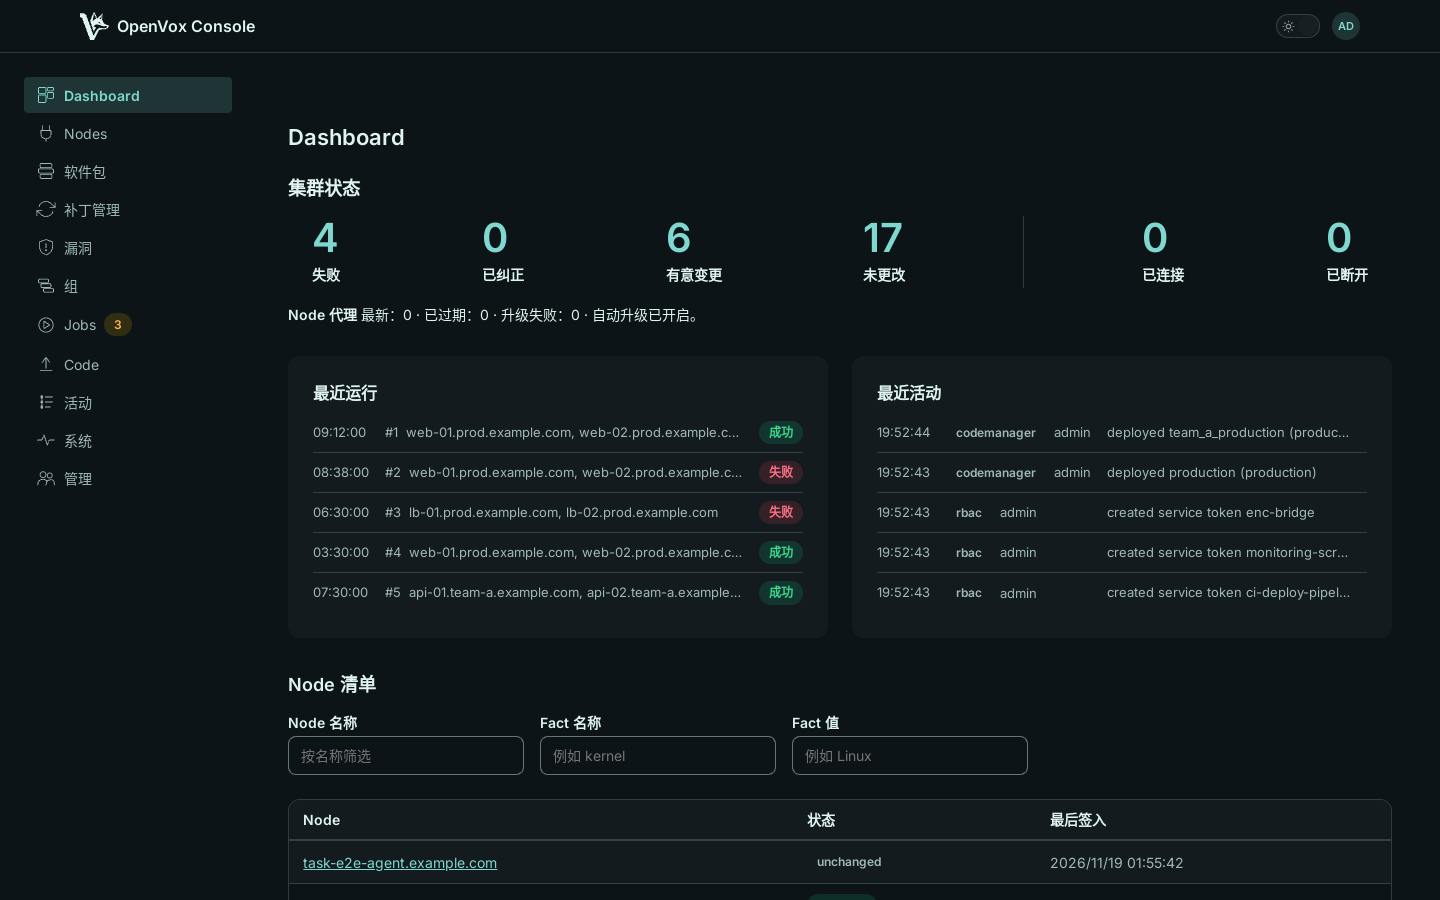 OpenVox Console
AD
Dashboard
Nodes
软件包
补丁管理
漏洞
组
Jobs 3
Code
活动
系统
管理
Dashboard
集群状态
4 0 6 17 0 0
失败 已纠正 有意变更 未更改 已连接 已断开
Node 代理 最新：0 · 已过期：0 · 升级失败：0 · 自动升级已开启。
最近运行
09:12:00 #1 web-01.prod.example.com, web-02.prod.example.c... 成功
08:38:00 #2 web-01.prod.example.com, web-02.prod.example.c... 失败
06:30:00 #3 lb-01.prod.example.com, lb-02.prod.example.com 失败
03:30:00 #4 web-01.prod.example.com, web-02.prod.example.c... 成功
07:30:00 #5 api-01.team-a.example.com, api-02.team-a.example... 成功
最近活动
19:52:44 codemanager admin deployed team_a_production (produc...
19:52:43 codemanager admin deployed production (production)
19:52:43 rbac admin created service token enc-bridge
19:52:43 rbac admin created service token monitoring-scr...
19:52:43 rbac admin created service token ci-deploy-pipel...
Node 清单
Node 名称 Fact 名称 Fact 值
按名称筛选 例如 kernel 例如 Linux
Node 状态 最后签入
task-e2e-agent.example.com unchanged 2026/11/19 01:55:42